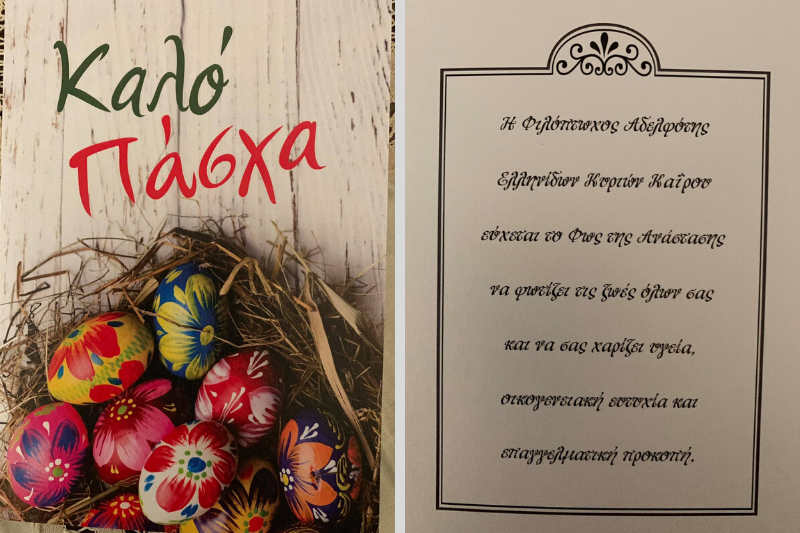 Καλό
Πάσχα
Η Φιλόπτωχος Αδελφότης
Ελληνίδων Κυριών Καΐρου
εύχεται το Φως της Ανάστασης
να φωτίζει τις ζωές όλων σας
και να σας χαρίζει υγεία,
οικογενειακή ευτυχία και
επαγγελματική προκοπή.